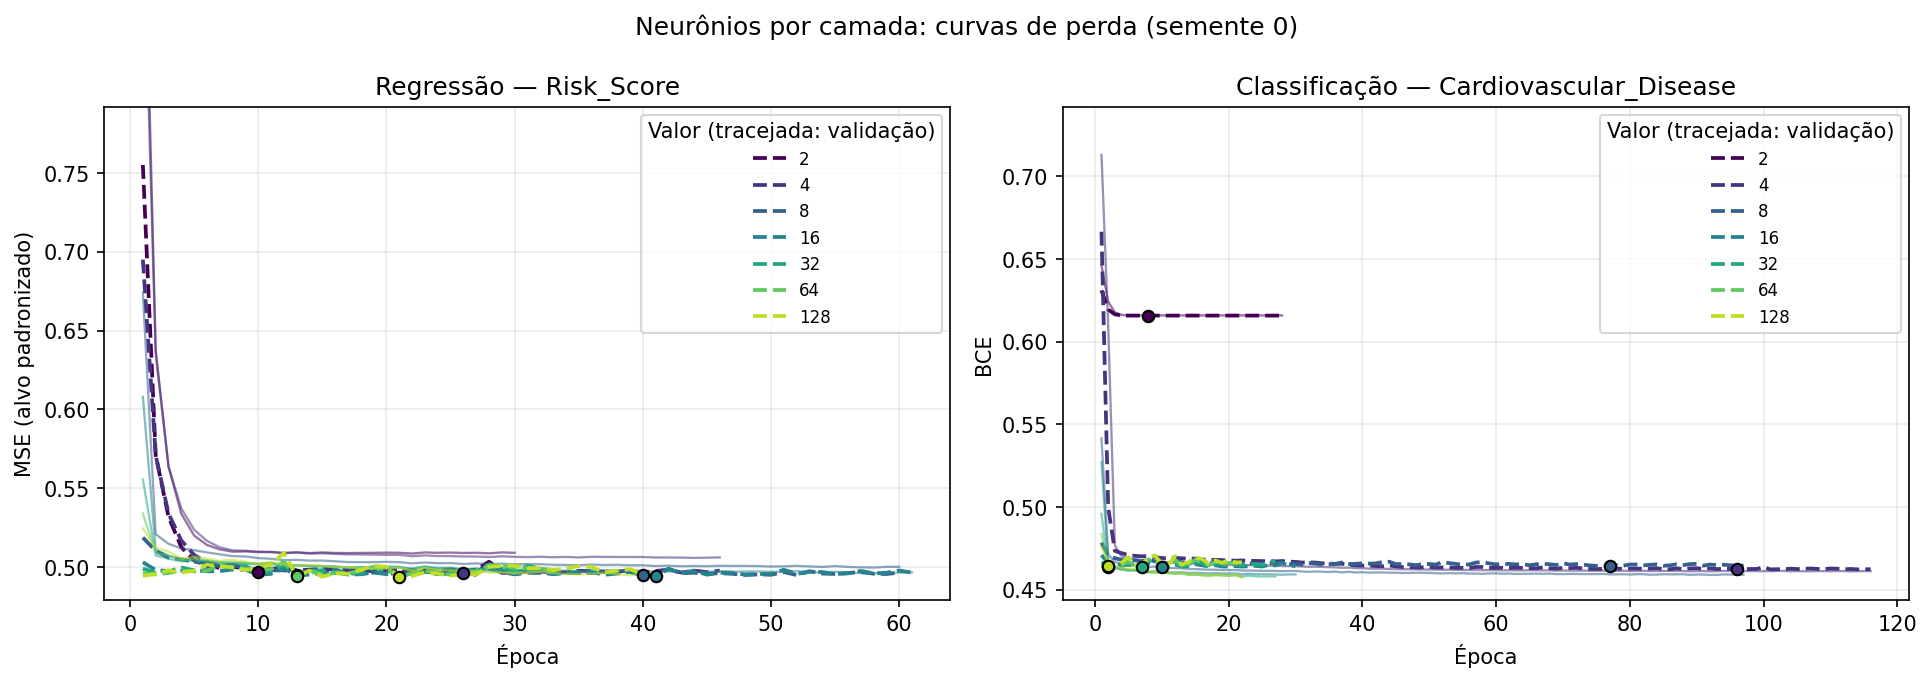 Neurônios por camada: curvas de perda (semente 0)
Regressão — Risk_Score
MSE (alvo padronizado)
0.75
0.70
0.65
0.60
0.55
0.50
Valor (tracejada: validação)
2
4
8
16
32
64
128
0 10 20 30 40 50 60
Época
Classificação — Cardiovascular_Disease
BCE
0.70
0.65
0.60
0.55
0.50
0.45
Valor (tracejada: validação)
2
4
8
16
32
64
128
0 20 40 60 80 100 120
Época